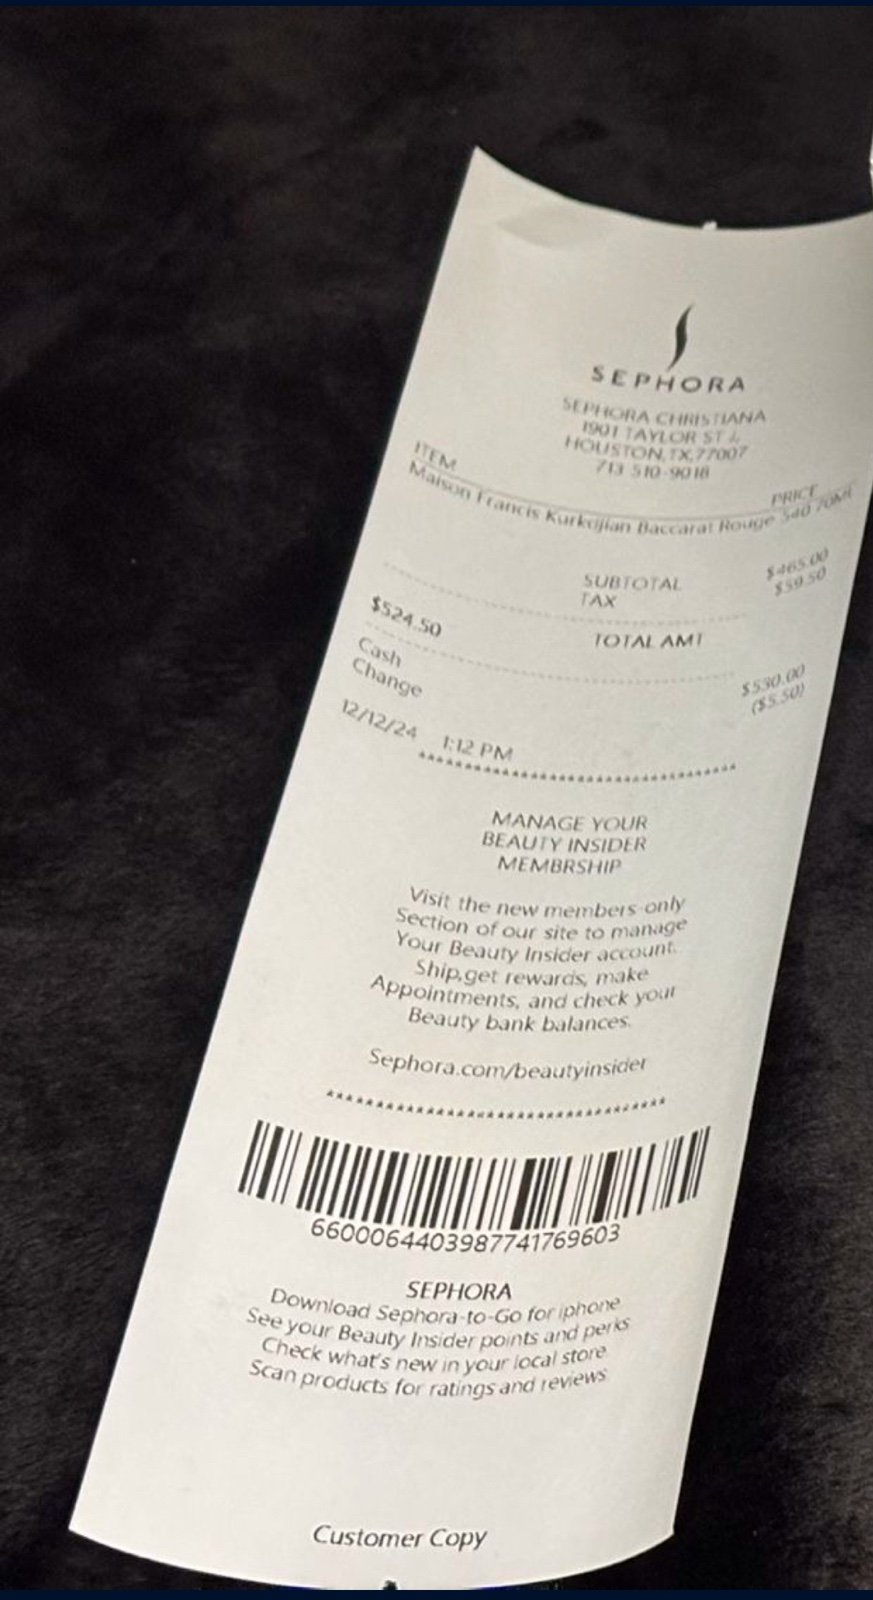 SEPHORA
SEPHORA CHRISTIANA
1901 TAYLOR ST
HOUSTON, TX,77007
713 510-9018
ITEM PRICE
Maison Francis Kurkdjian Baccarat Rouge 540 70ML
SUBTOTAL $465.00
TAX $59.50
$524.50 TOTAL AMT
Cash $530.00
Change ($5.50)
12/12/24 1:12 PM
************************************
MANAGE YOUR
BEAUTY INSIDER
MEMBRSHIP
Visit the new members-only
Section of our site to manage
Your Beauty Insider account.
Ship,get rewards, make
Appointments, and check your
Beauty bank balances.
Sephora.com/beautyinsider
************************************
6600064403987741769603
SEPHORA
Download Sephora-to-Go for iphone
See your Beauty Insider points and perks
Check what's new in your local store
Scan products for ratings and reviews
Customer Copy